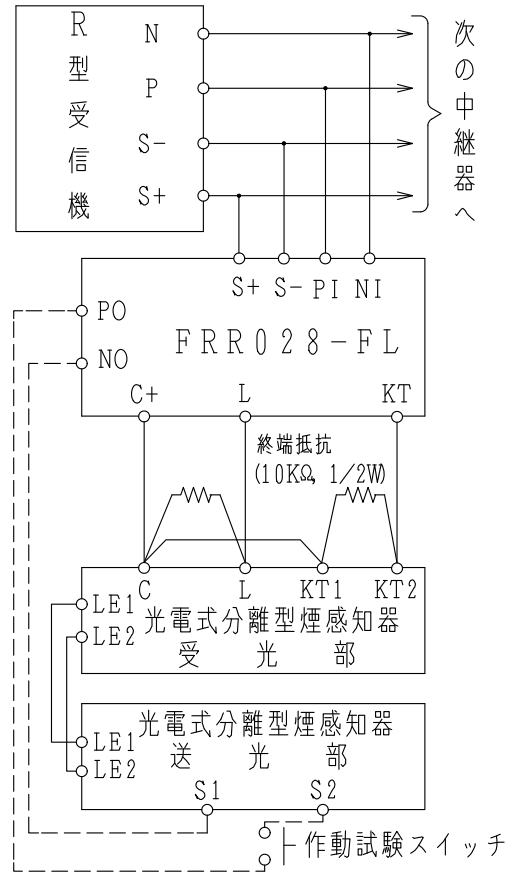 R型受信機
N
P
S-
S+
次の中継器へ
S+ S- PI NI
PO
FRR028-FL
NO
C+ L KT
終端抵抗
(10KΩ, 1/2W)
C L KT1 KT2
LE1
光電式分離型煙感知器
LE2
受光部
光電式分離型煙感知器
LE1
送光部
LE2
S1 S2
作動試験スイッチ